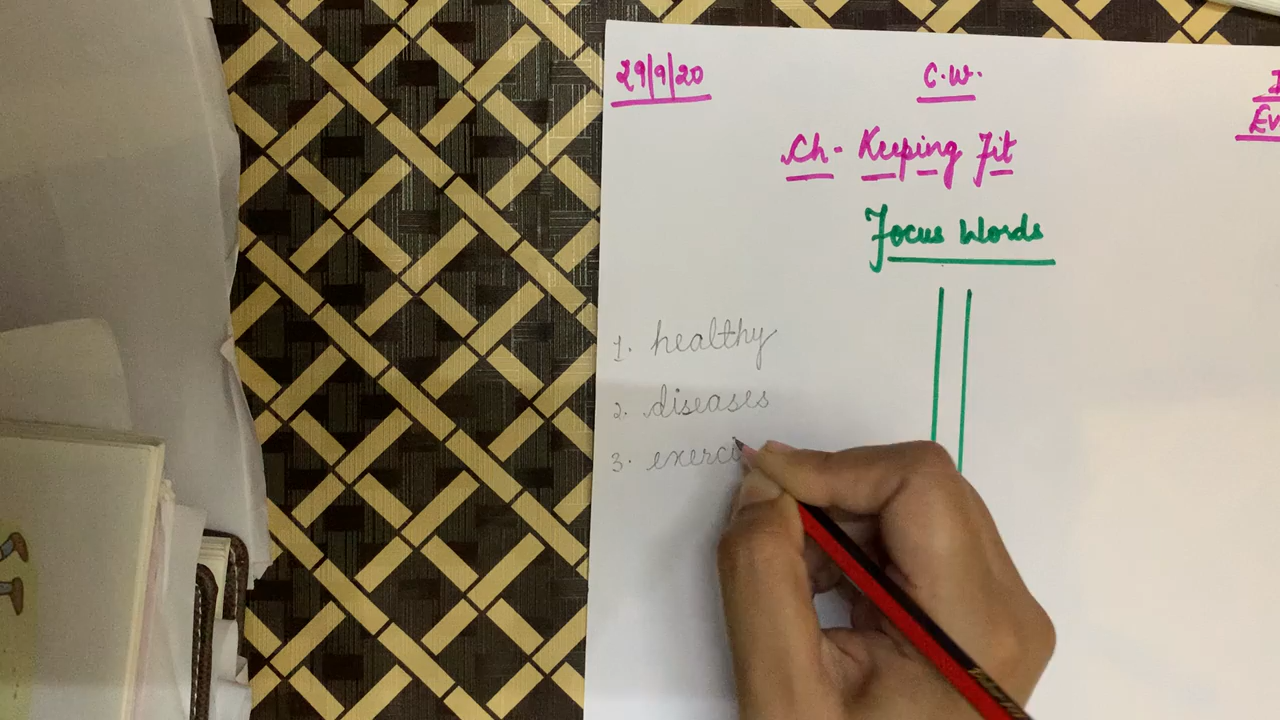 29/9/20 C.W.
Ch- Keeping Fit
Focus Words
1. healthy
2. diseases
3. exerci